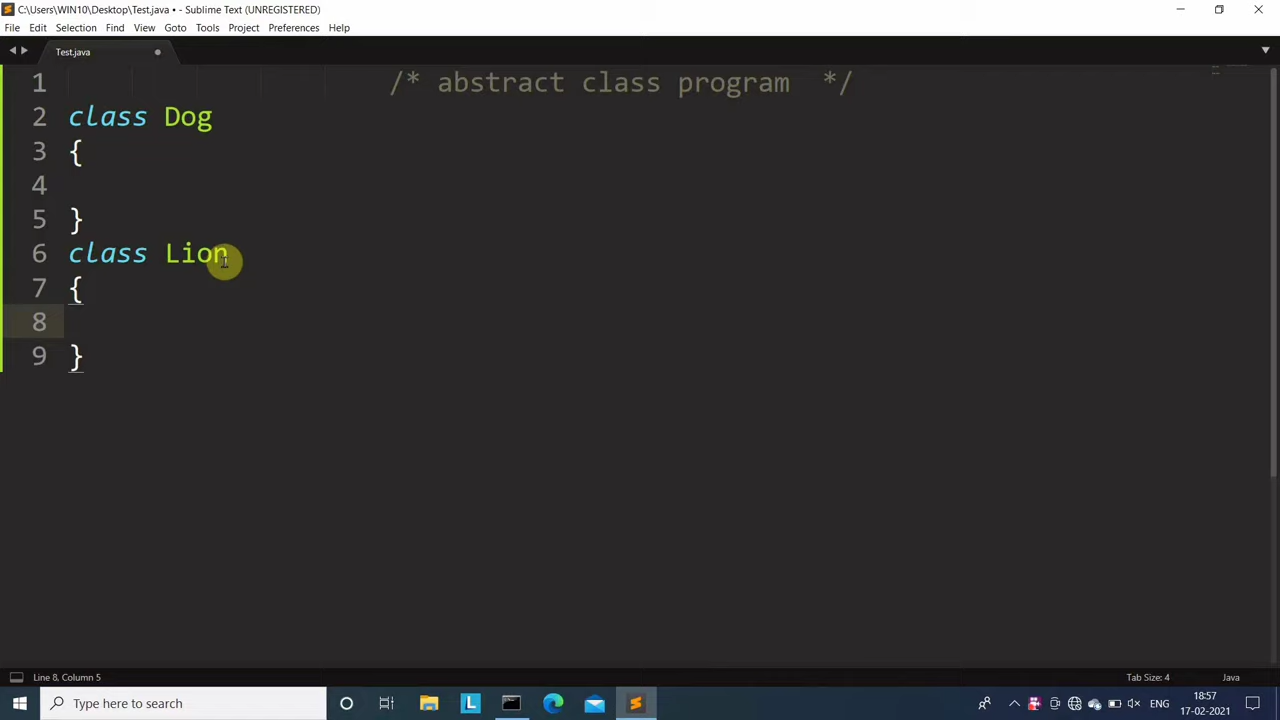 C:\Users\WIN10\Desktop\Test.java • - Sublime Text (UNREGISTERED)
File Edit Selection Find View Goto Tools Project Preferences Help
Test.java
1 /* abstract class program */
2 class Dog
3 {
4
5 }
6 class Lion
7 {
8
9 }
Line 8, Column 5 Tab Size: 4 Java
Type here to search L ENG 18:57
17-02-2021